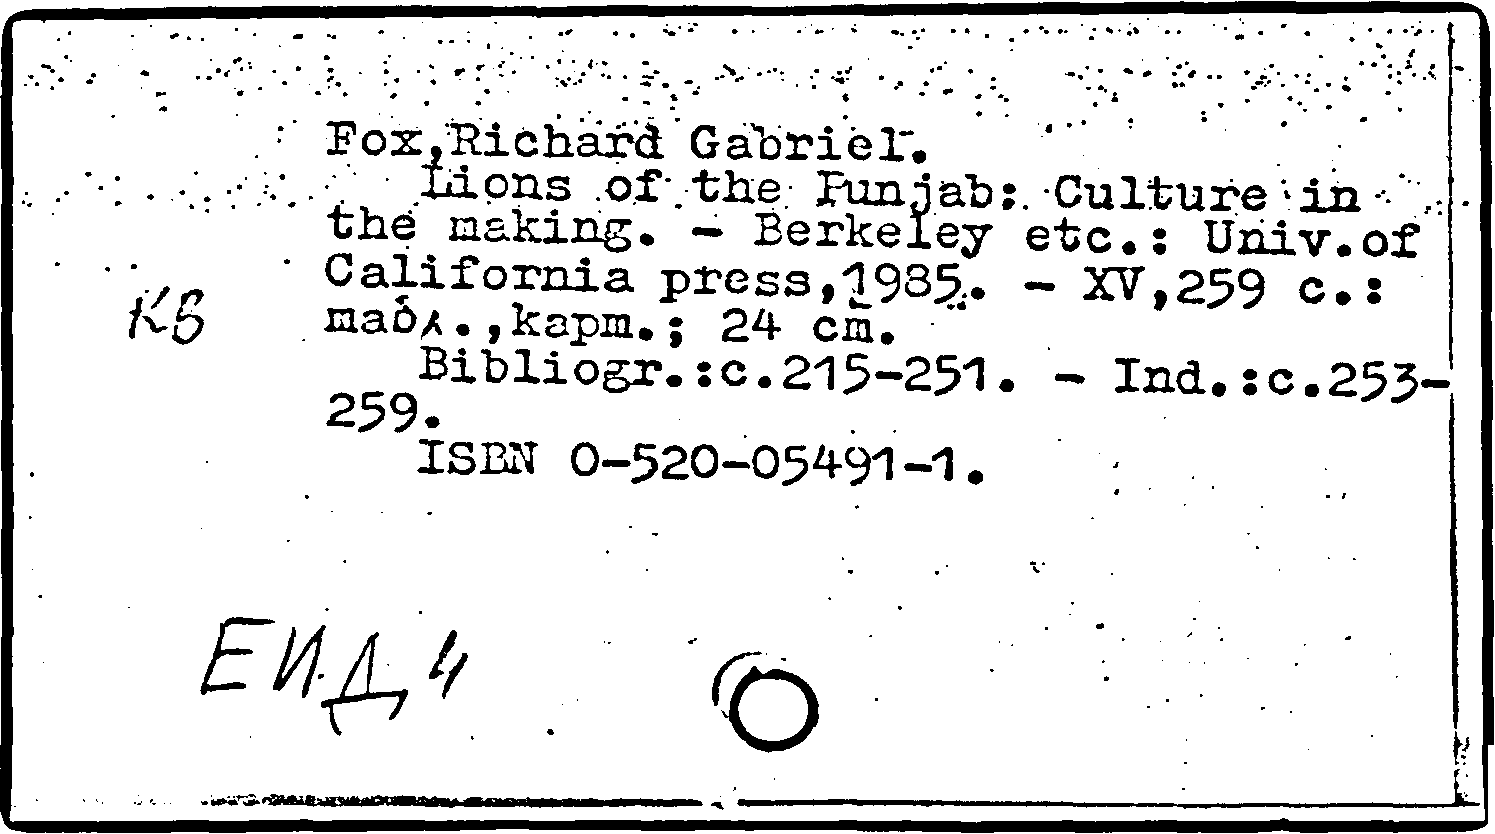 Fox,Richard Gabriel.
Lions of the Punjab: Culture in
the making. - Berkeley etc.: Univ.of
California press,1985. - XV,259 с.:
табл.,карт.; 24 cm.
КВ
Bibliogr.:с.215-251. - Ind.:с.253-
259.
ISBN 0-520-05491-1.
ЕИД 4